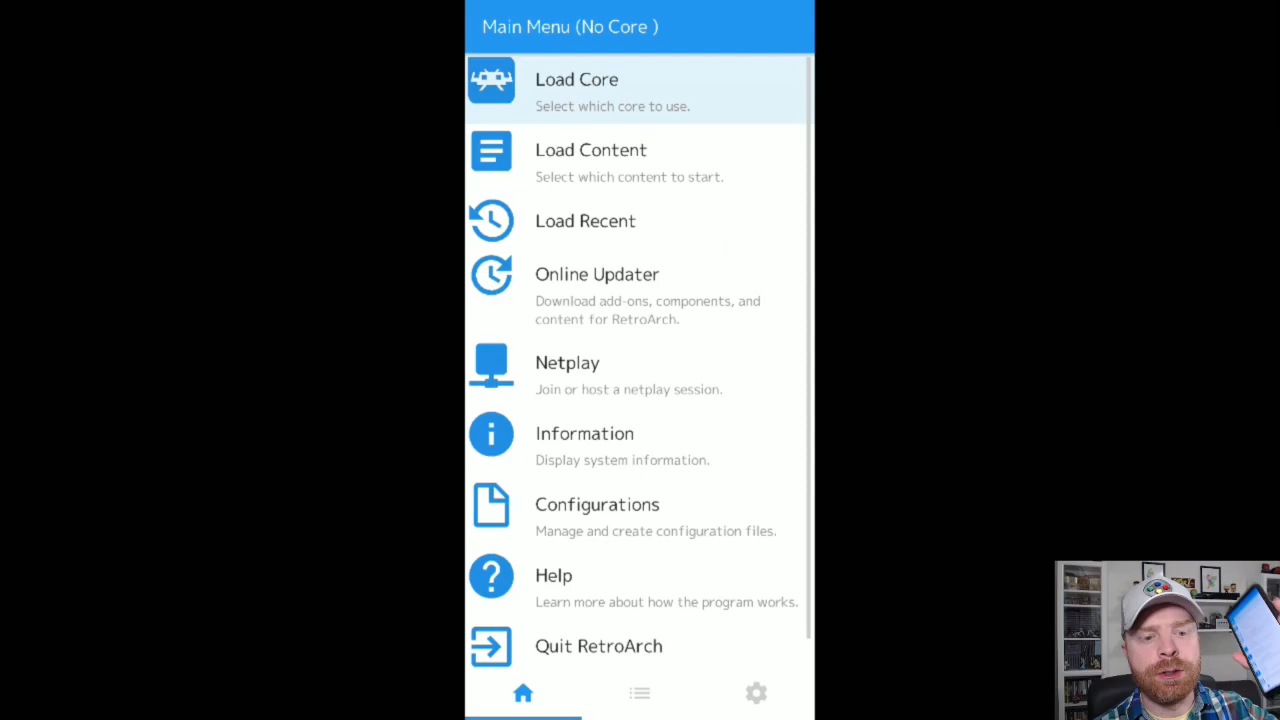 Main Menu (No Core )
Load Core
Select which core to use.
Load Content
Select which content to start.
Load Recent
Online Updater
Download add-ons, components, and
content for RetroArch.
Netplay
Join or host a netplay session.
Information
Display system information.
Configurations
Manage and create configuration files.
Help
Learn more about how the program works.
Quit RetroArch